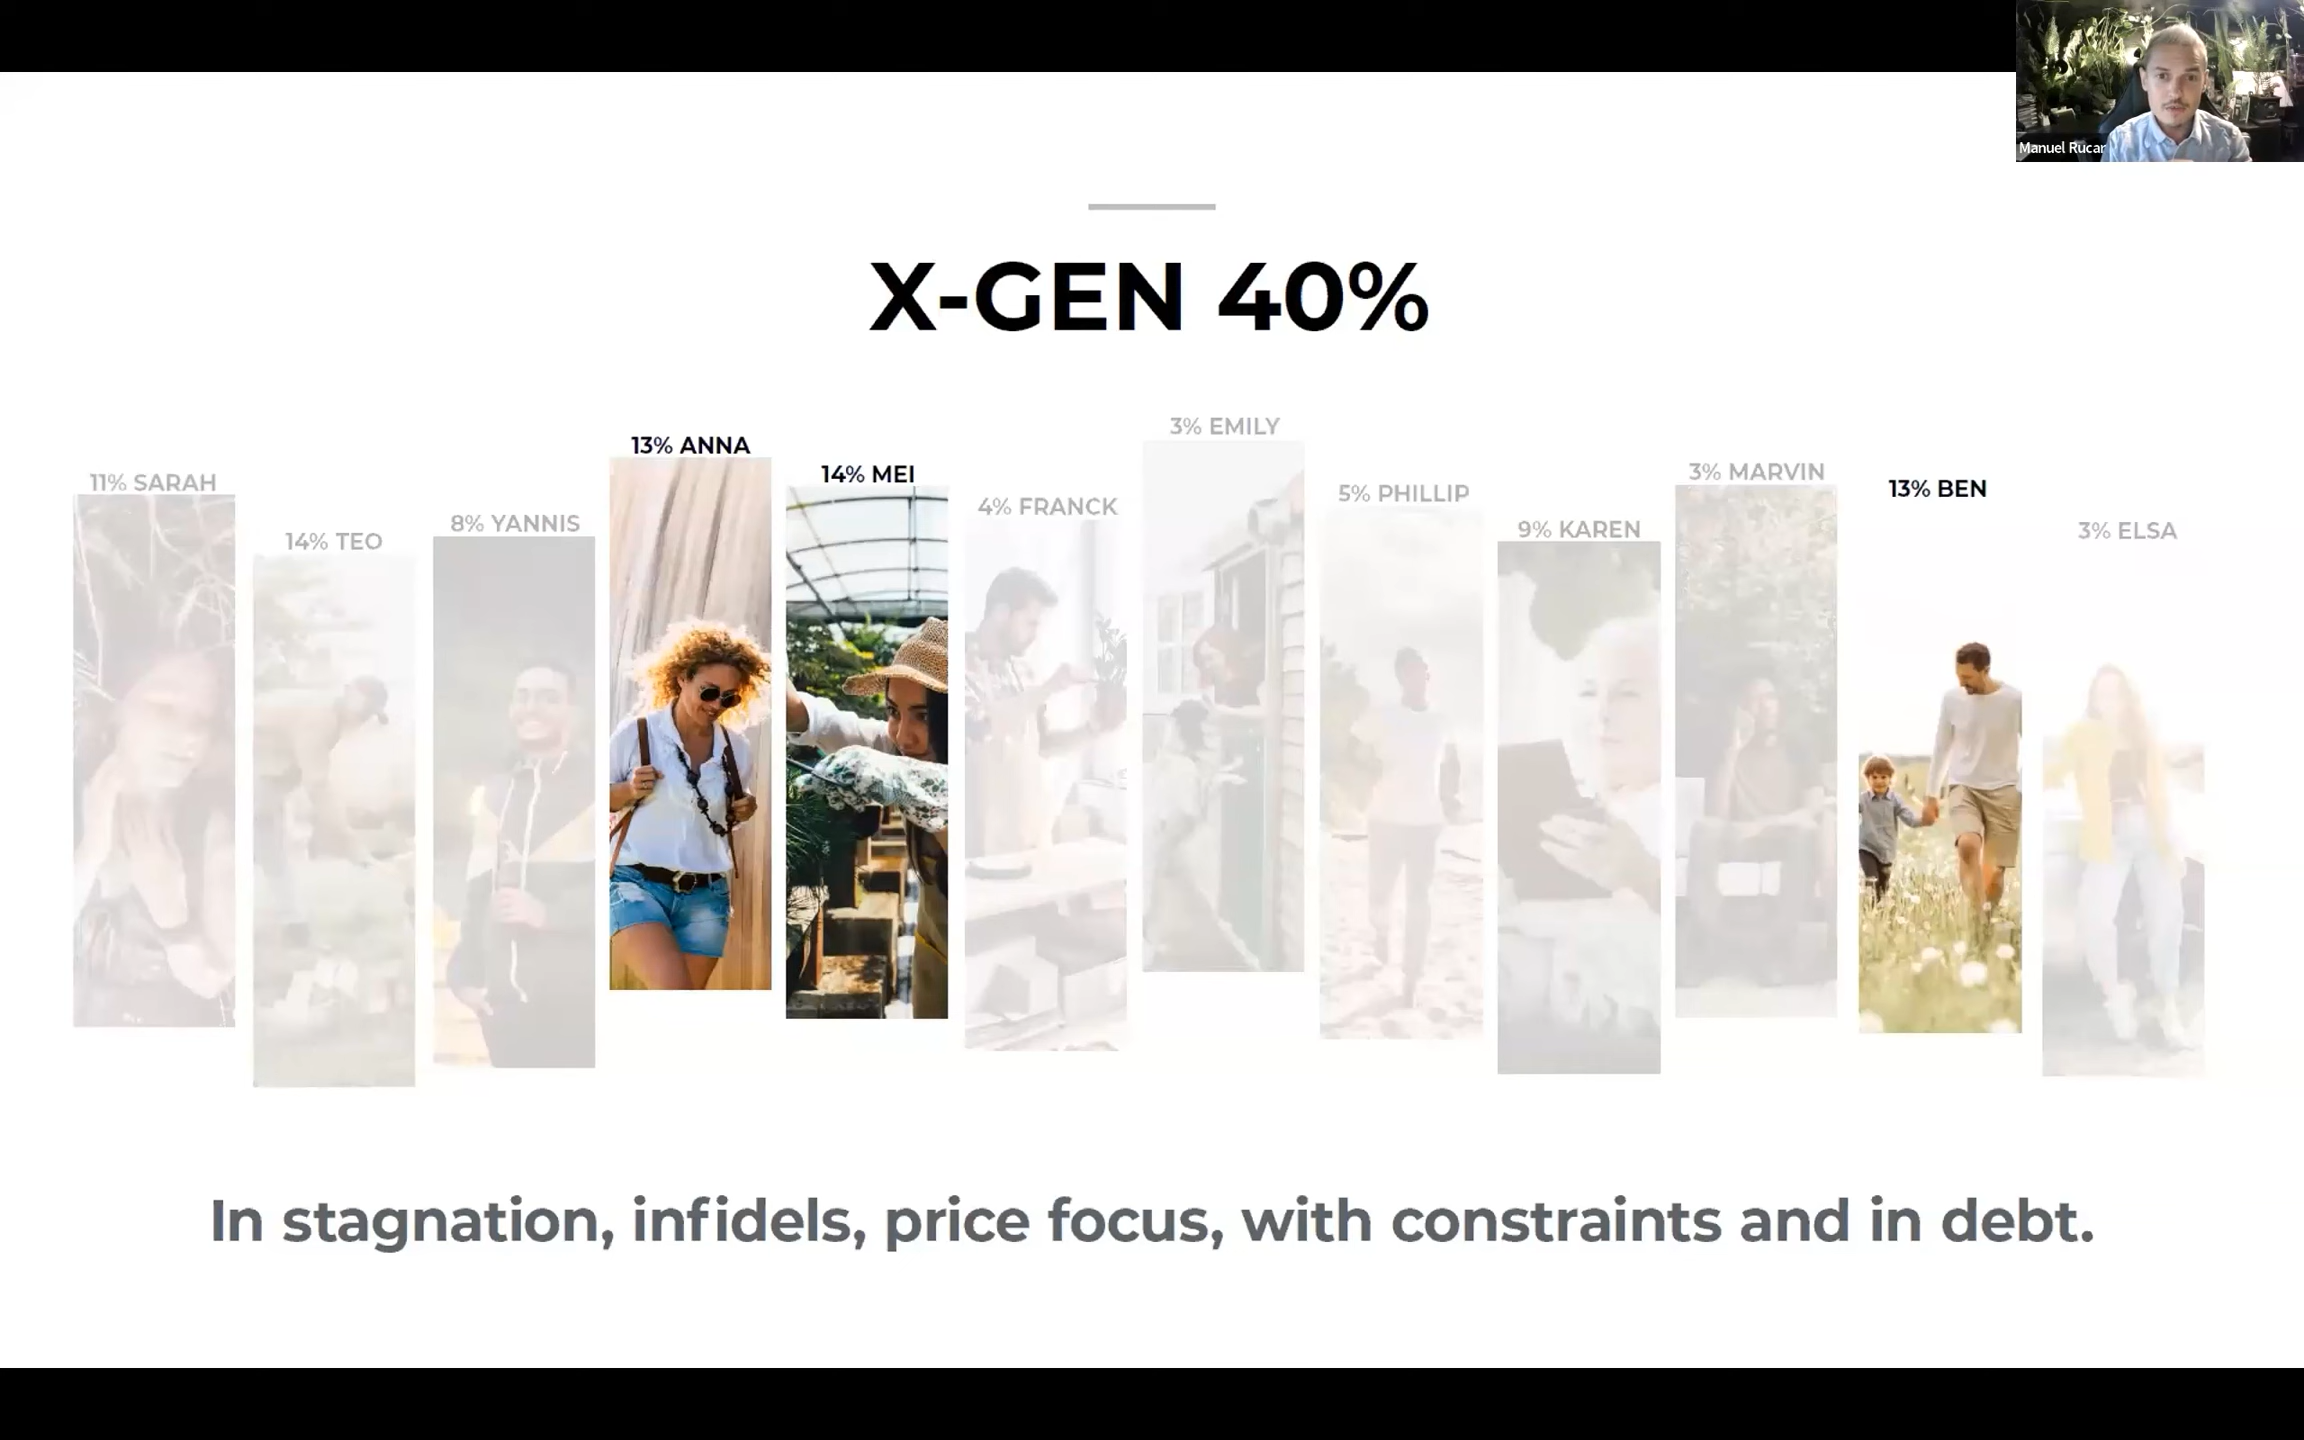 Manuel Rucar
X-GEN 40%
11% SARAH
14% TEO
8% YANNIS
13% ANNA
14% MEI
4% FRANCK
3% EMILY
5% PHILLIP
9% KAREN
3% MARVIN
13% BEN
3% ELSA
In stagnation, infidels, price focus, with constraints and in debt.